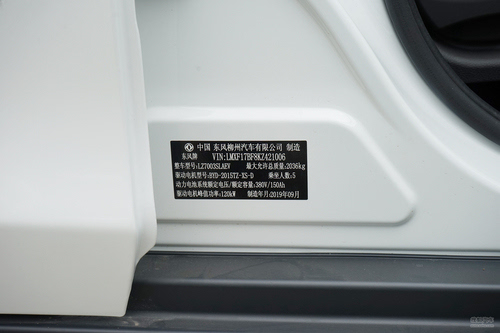 中国 东风柳州汽车有限公司 制造
东风牌 VIN:LMXF17BF8KZ421006
整车型号:LZ7003SLAEV 最大允许总质量:2036kg
驱动电机型号:BYD-2015TZ-XS-D 乘坐人数:5
动力电池系统额定电压/额定容量:380V/150Ah
驱动电机峰值功率:120kW 制造年月:2019年09月